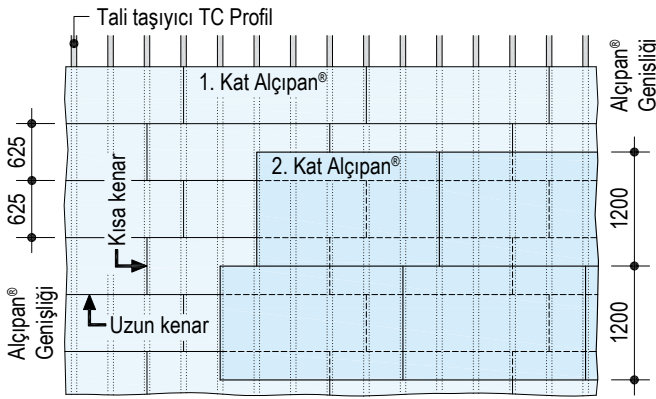 Tali taşıyıcı TC Profil
1. Kat Alçıpan®
Alçıpan®
Genişliği
625
625
2. Kat Alçıpan®
Kısa kenar
1200
1200
Alçıpan®
Genişliği
Uzun kenar